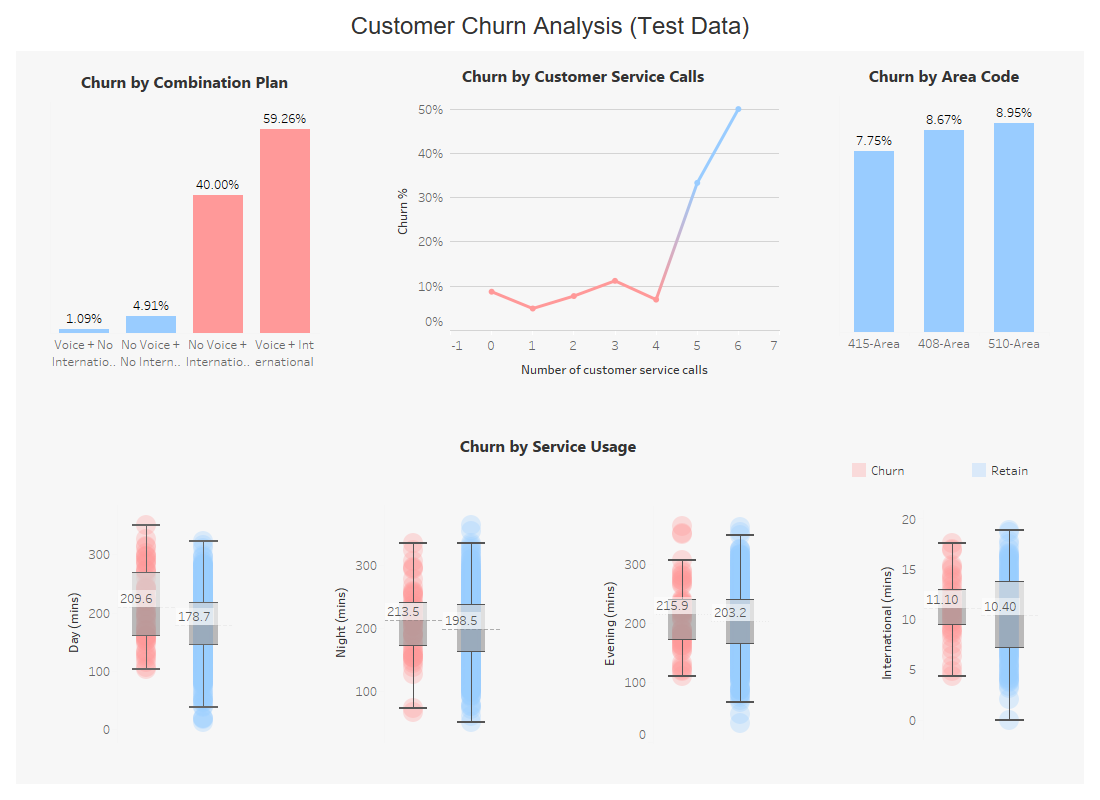 Customer Churn Analysis (Test Data)
Churn by Combination Plan
59.26%
40.00%
4.91%
1.09%
Voice + No
Internatio..
No Voice +
No Intern..
No Voice +
Internatio..
Voice + Int
ernational
Churn by Customer Service Calls
Churn %
50%
40%
30%
20%
10%
0%
-1 0 1 2 3 4 5 6 7
Number of customer service calls
Churn by Area Code
7.75%
8.67%
8.95%
415-Area 408-Area 510-Area
Churn by Service Usage
Churn Retain
Day (mins)
300
200
100
0
209.6
178.7
Night (mins)
300
200
100
213.5
198.5
Evening (mins)
300
200
100
0
215.9
203.2
International (mins)
20
15
10
5
0
11.10
10.40